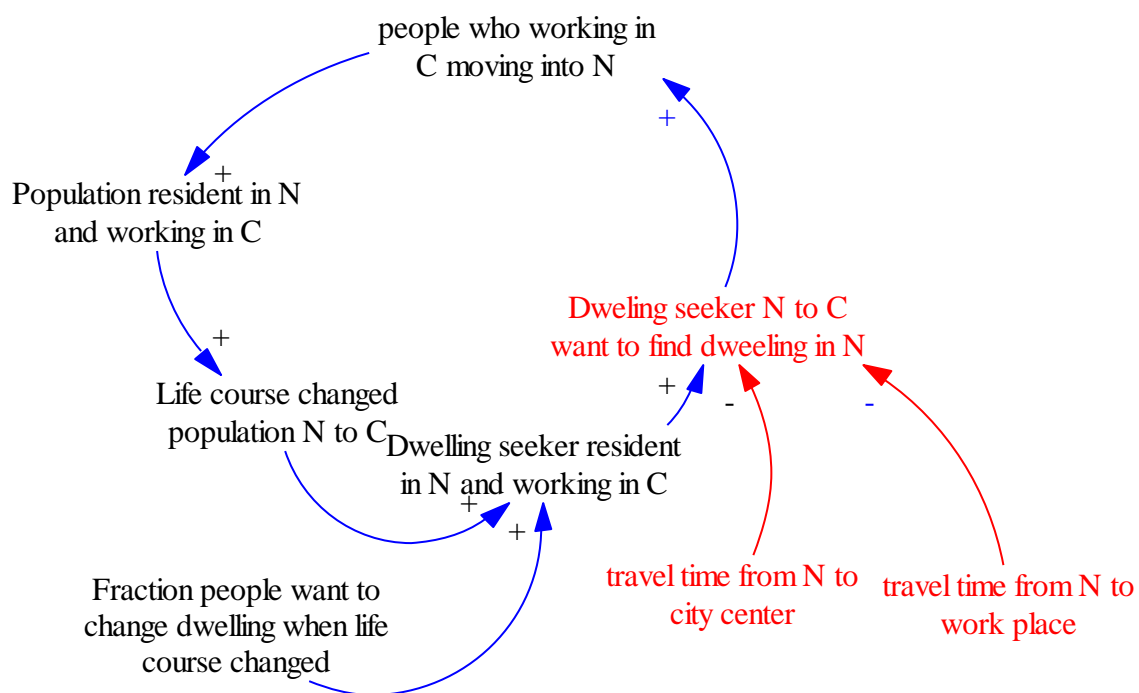 people who working in
C moving into N
+
+
Population resident in N
and working in C
Dweling seeker N to C
want to find dweeling in N
+
+
-
-
Life course changed
population N to C
Dwelling seeker resident
in N and working in C
+
+
travel time from N to
city center
travel time from N to
work place
Fraction people want to
change dwelling when life
course changed